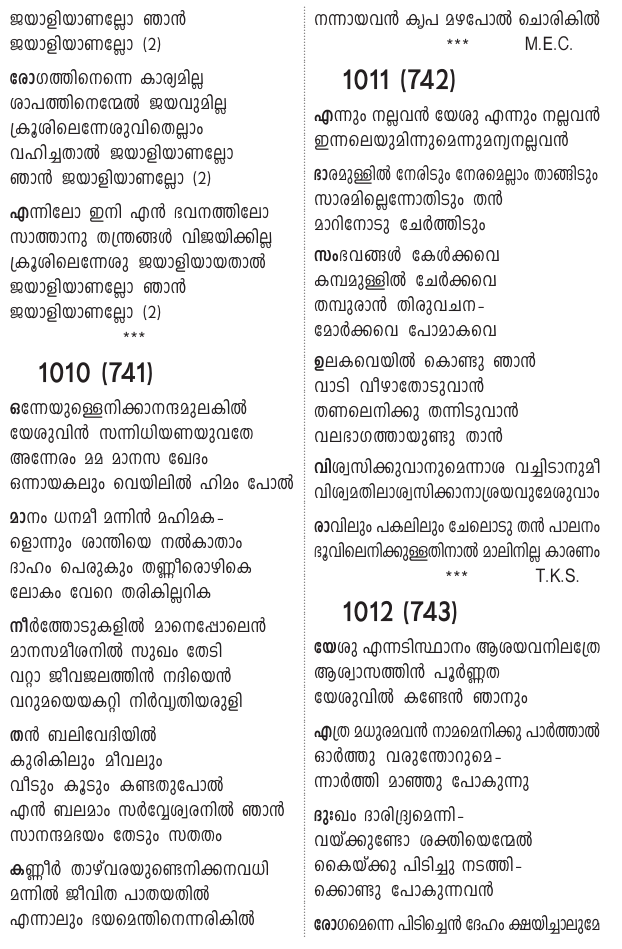 ജയാളിയാണല്ലോ ഞാൻ
ജയാളിയാണല്ലോ (2)
രോഗത്തിനെന്നെ കാര്യമില്ല
ശാപത്തിനെന്മേൽ ജയവുമില്ല
ക്രൂശിലെന്നേശുവിതെല്ലാം
വഹിച്ചതാൽ ജയാളിയാണല്ലോ
ഞാൻ ജയാളിയാണല്ലോ (2)
എന്നിലോ ഇനി എൻ ഭവനത്തിലോ
സാത്താനു തന്ത്രങ്ങൾ വിജയിക്കില്ല
ക്രൂശിലെന്നേശു ജയാളിയായതാൽ
ജയാളിയാണല്ലോ ഞാൻ
ജയാളിയാണല്ലോ (2)
***
1010 (741)
ഒന്നേയുള്ളെനിക്കാനന്ദമുലകിൽ
യേശുവിൻ സന്നിധിയണയുവതേ
അന്നേരം മമ മാനസ ഖേദം
ഒന്നായകലും വെയിലിൽ ഹിമം പോൽ
മാനം ധനമീ മന്നിൻ മഹിമക-
ളൊന്നും ശാന്തിയെ നൽകാതാം
ദാഹം പെരുകും തണ്ണീരൊഴികെ
ലോകം വേറെ തരികില്ലറിക
നീർത്തോടുകളിൽ മാനെപ്പോലെൻ
മാനസമീശനിൽ സുഖം തേടി
വറ്റാ ജീവജലത്തിൻ നദിയെൻ
വറുമയെയകറ്റി നിർവൃതിയരുളി
തൻ ബലിവേദിയിൽ
കുരികിലും മീവലും
വീടും കൂടും കണ്ടതുപോൽ
എൻ ബലമാം സർവ്വേശ്വരനിൽ ഞാൻ
സാനന്ദമഭയം തേടും സതതം
കണ്ണീർ താഴ്‌വരയുണ്ടെനിക്കനവധി
മന്നിൽ ജീവിത പാതയതിൽ
എന്നാലും ഭയമെന്തിനെന്നരികിൽ
നന്നായവൻ കൃപ മഴപോൽ ചൊരികിൽ
*** M.E.C.
1011 (742)
എന്നും നല്ലവൻ യേശു എന്നും നല്ലവൻ
ഇന്നലെയുമിന്നുമെന്നുമന്യനല്ലവൻ
ഭാരമുള്ളിൽ നേരിടും നേരമെല്ലാം താങ്ങിടും
സാരമില്ലെന്നോതിടും തൻ
മാറിനോടു ചേർത്തിടും
സംഭവങ്ങൾ കേൾക്കവെ
കമ്പമുള്ളിൽ ചേർക്കവെ
തമ്പുരാൻ തിരുവചന-
മോർക്കവെ പോമാകവെ
ഉലകവെയിൽ കൊണ്ടു ഞാൻ
വാടി വീഴാതോടുവാൻ
തണലെനിക്കു തന്നിടുവാൻ
വലഭാഗത്തായുണ്ടു താൻ
വിശ്വസിക്കുവാനുമെന്നാശ വച്ചിടാനുമീ
വിശ്വമതിലാശ്വസിക്കാനാശ്രയവുമേശുവാം
രാവിലും പകലിലും ചേലൊടു തൻ പാലനം
ഭൂവിലെനിക്കുള്ളതിനാൽ മാലിനില്ല കാരണം
*** T.K.S.
1012 (743)
യേശു എന്നടിസ്ഥാനം ആശയവനിലത്രേ
ആശ്വാസത്തിൻ പൂർണ്ണത
യേശുവിൽ കണ്ടേൻ ഞാനും
എത്ര മധുരമവൻ നാമമെനിക്കു പാർത്താൽ
ഓർത്തു വരുന്തോറുമെ-
ന്നാർത്തി മാഞ്ഞു പോകുന്നു
ദുഃഖം ദാരിദ്ര്യമെന്നി-
വയ്ക്കുണ്ടോ ശക്തിയെന്മേൽ
കൈയ്ക്കു പിടിച്ചു നടത്തി-
ക്കൊണ്ടു പോകുന്നവൻ
രോഗമെന്നെ പിടിച്ചെൻ ദേഹം ക്ഷയിച്ചാലുമേ